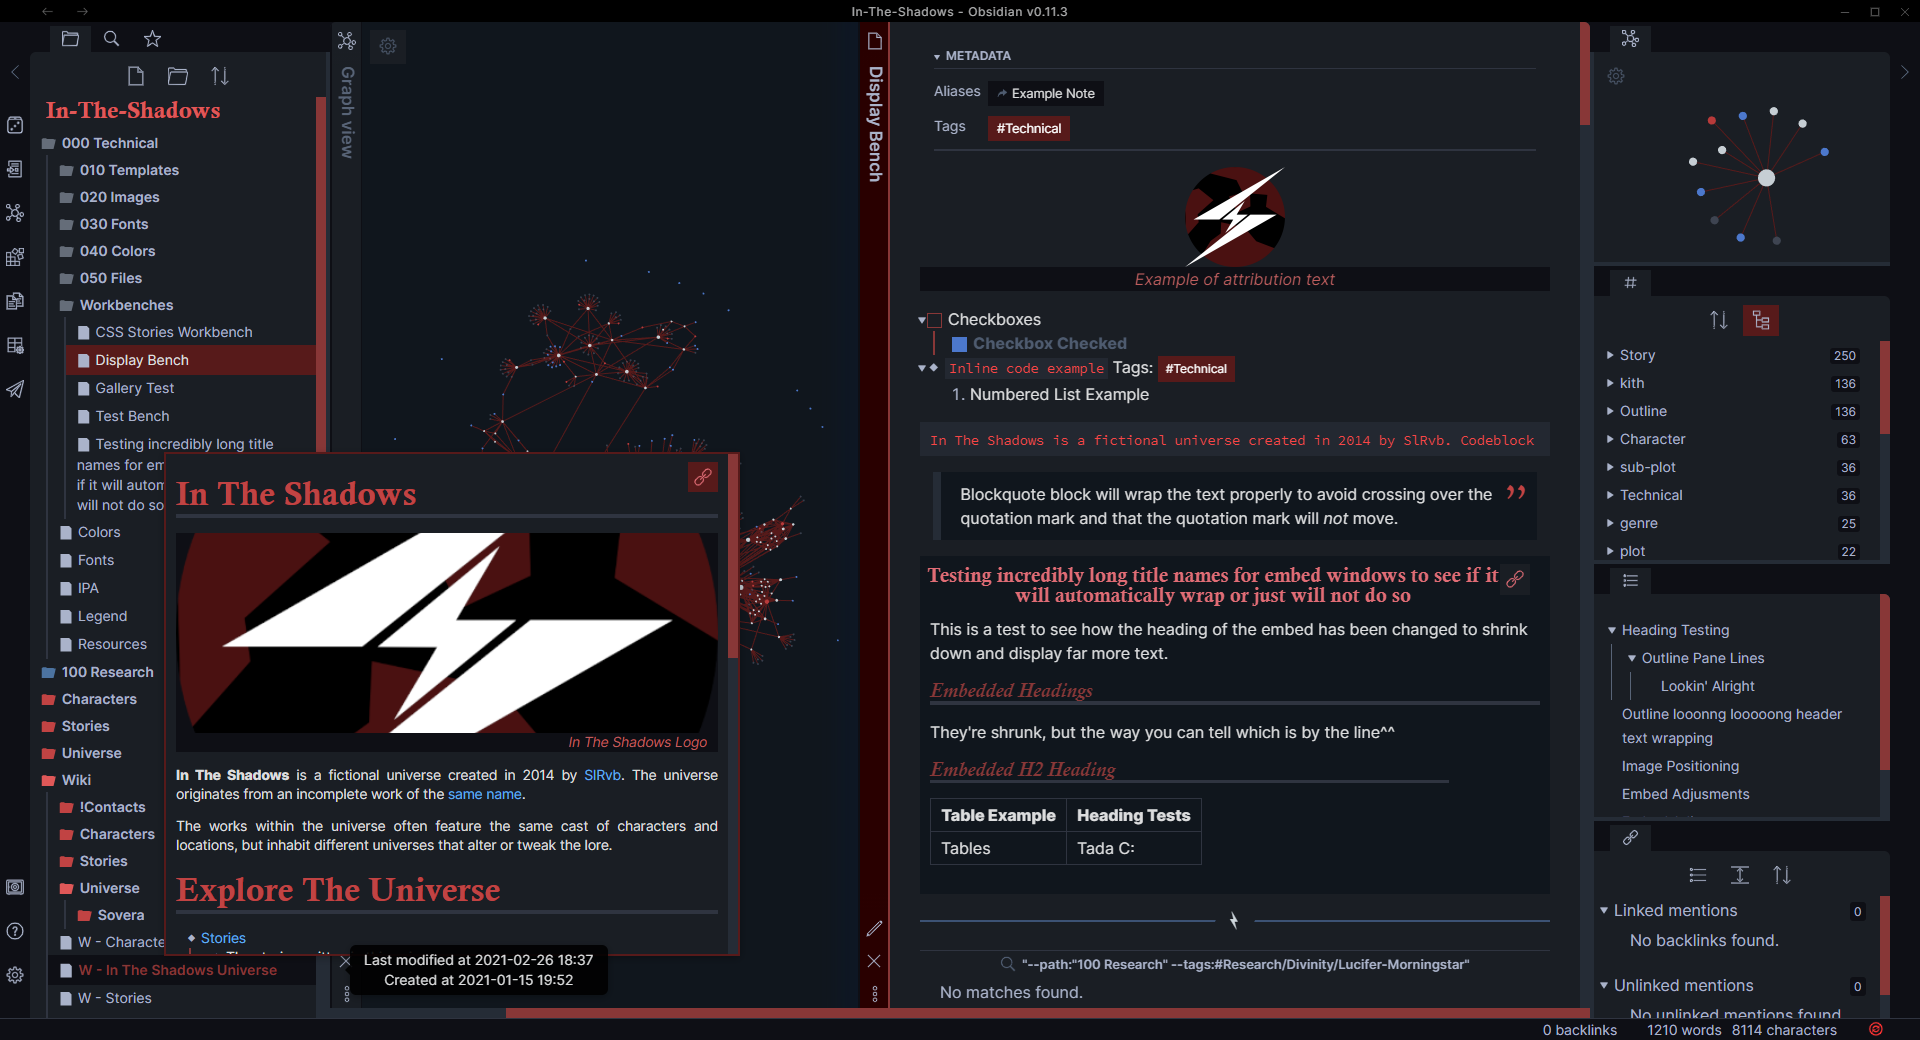 In-The-Shadows - Obsidian v0.11.3
In-The-Shadows
000 Technical
010 Templates
020 Images
030 Fonts
040 Colors
050 Files
Workbenches
CSS Stories Workbench
Display Bench
Gallery Test
Test Bench
Testing incredibly long title
names for em
if it will autom
will not do so
Colors
Fonts
IPA
Legend
Resources
100 Research
Characters
Stories
Universe
Wiki
!Contacts
Characters
Stories
Universe
Sovera
W - Characte
W - In The Shadows Universe
W - Stories
Graph view
In The Shadows
In The Shadows Logo
In The Shadows is a fictional universe created in 2014 by SlRvb. The universe
originates from an incomplete work of the same name.
The works within the universe often feature the same cast of characters and
locations, but inhabit different universes that alter or tweak the lore.
Explore The Universe
Stories
Last modified at 2021-02-26 18:37
Created at 2021-01-15 19:52
Display Bench
METADATA
Aliases Example Note
Tags #Technical
Example of attribution text
Checkboxes
Checkbox Checked
Inline code example Tags: #Technical
1. Numbered List Example
In The Shadows is a fictional universe created in 2014 by SlRvb. Codeblock
Blockquote block will wrap the text properly to avoid crossing over the ”
quotation mark and that the quotation mark will not move.
Testing incredibly long title names for embed windows to see if it
will automatically wrap or just will not do so
This is a test to see how the heading of the embed has been changed to shrink
down and display far more text.
Embedded Headings
They're shrunk, but the way you can tell which is by the line^^
Embedded H2 Heading
Table Example Heading Tests
Tables Tada C:
"--path:"100 Research" --tags:#Research/Divinity/Lucifer-Morningstar"
No matches found.
#
Story 250
kith 136
Outline 136
Character 63
sub-plot 36
Technical 36
genre 25
plot 22
Heading Testing
Outline Pane Lines
Lookin' Alright
Outline looonng looooong header
text wrapping
Image Positioning
Embed Adjusments
Linked mentions 0
No backlinks found.
Unlinked mentions 0
No unlinked mentions found
0 backlinks 1210 words 8114 characters